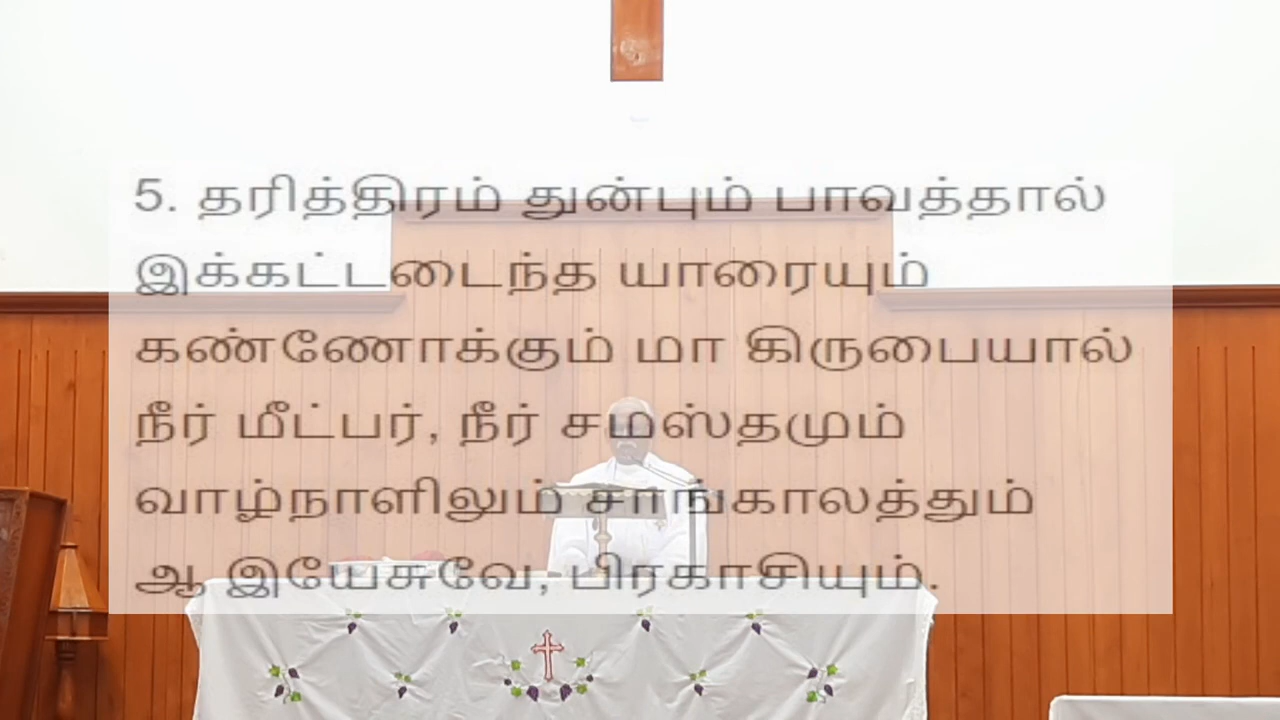 5. தரித்திரம் துன்பும் பாவத்தால்
இக்கட்டடைந்த யாரையும்
கண்ணோக்கும் மா கிருபையால்
நீர் மீட்பர், நீர் சமஸ்தமும்
வாழ்நாளிலும் சாங்காலத்தும்
ஆ இயேசுவே, பிரகாசியும்.